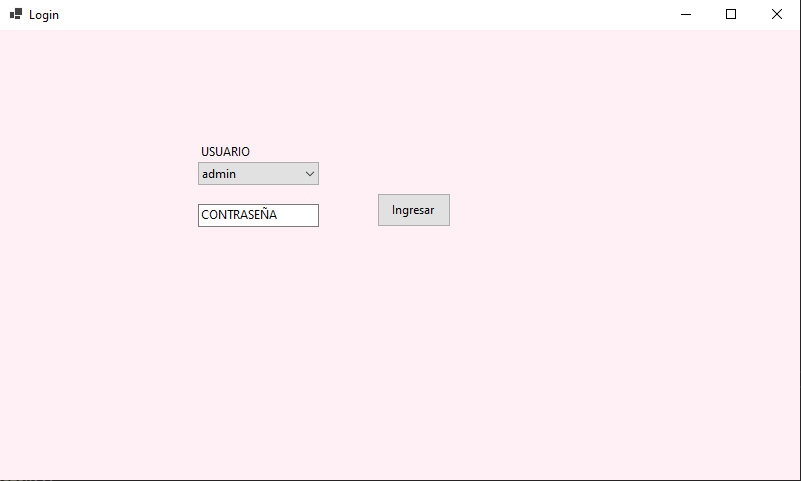 Login
USUARIO
admin
CONTRASEÑA
Ingresar